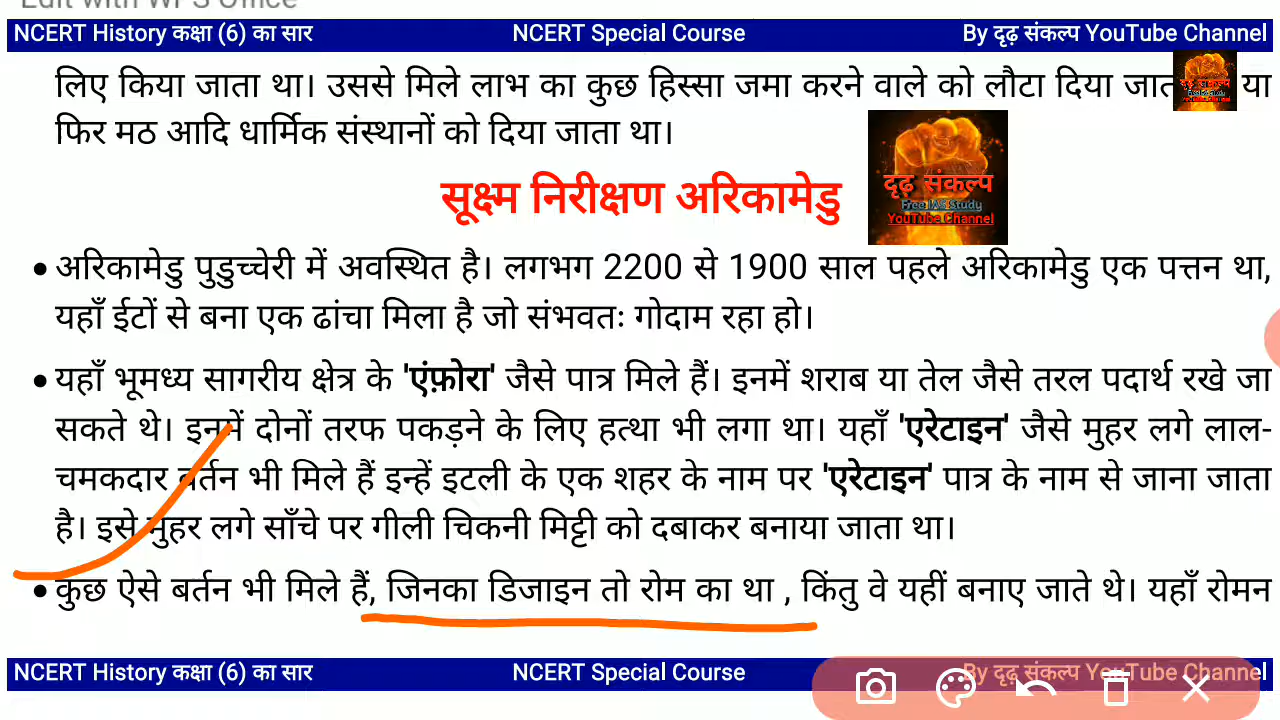 Edit with WPS Office
NCERT History कक्षा (6) का सार NCERT Special Course By दृढ़ संकल्प YouTube Channel
लिए किया जाता था। उससे मिले लाभ का कुछ हिस्सा जमा करने वाले को लौटा दिया जात या
फिर मठ आदि धार्मिक संस्थानों को दिया जाता था।
दृढ़ संकल्प
Free में Study
YouTube Channel
सूक्ष्म निरीक्षण अरिकामेडु
• अरिकामेडु पुडुच्चेरी में अवस्थित है। लगभग 2200 से 1900 साल पहले अरिकामेडु एक पत्तन था,
यहाँ ईटों से बना एक ढांचा मिला है जो संभवतः गोदाम रहा हो।
• यहाँ भूमध्य सागरीय क्षेत्र के 'एंफ़ोरा' जैसे पात्र मिले हैं। इनमें शराब या तेल जैसे तरल पदार्थ रखे जा
सकते थे। इनमें दोनों तरफ पकड़ने के लिए हत्था भी लगा था। यहाँ 'एरेटाइन' जैसे मुहर लगे लाल-
चमकदार बर्तन भी मिले हैं इन्हें इटली के एक शहर के नाम पर 'एरेटाइन' पात्र के नाम से जाना जाता
है। इसे मुहर लगे साँचे पर गीली चिकनी मिट्टी को दबाकर बनाया जाता था।
• कुछ ऐसे बर्तन भी मिले हैं, जिनका डिजाइन तो रोम का था , किंतु वे यहीं बनाए जाते थे। यहाँ रोमन
NCERT History कक्षा (6) का सार NCERT Special Course By दृढ़ संकल्प YouTube Channel